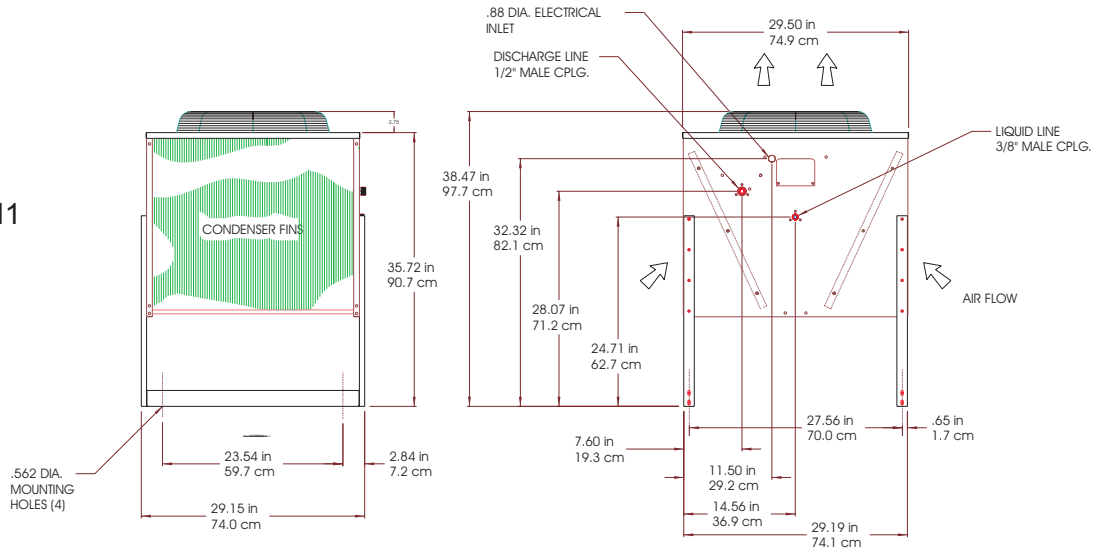 .88 DIA. ELECTRICAL
INLET
DISCHARGE LINE
1/2" MALE CPLG.
29.50 in
74.9 cm
2.75
LIQUID LINE
3/8" MALE CPLG.
38.47 in
97.7 cm
11
CONDENSER FINS
32.32 in
82.1 cm
35.72 in
90.7 cm
28.07 in
71.2 cm
AIR FLOW
24.71 in
62.7 cm
27.56 in
70.0 cm
.65 in
1.7 cm
7.60 in
19.3 cm
23.54 in
59.7 cm
2.84 in
7.2 cm
.562 DIA.
MOUNTING
HOLES (4)
11.50 in
29.2 cm
29.15 in
74.0 cm
14.56 in
36.9 cm
29.19 in
74.1 cm